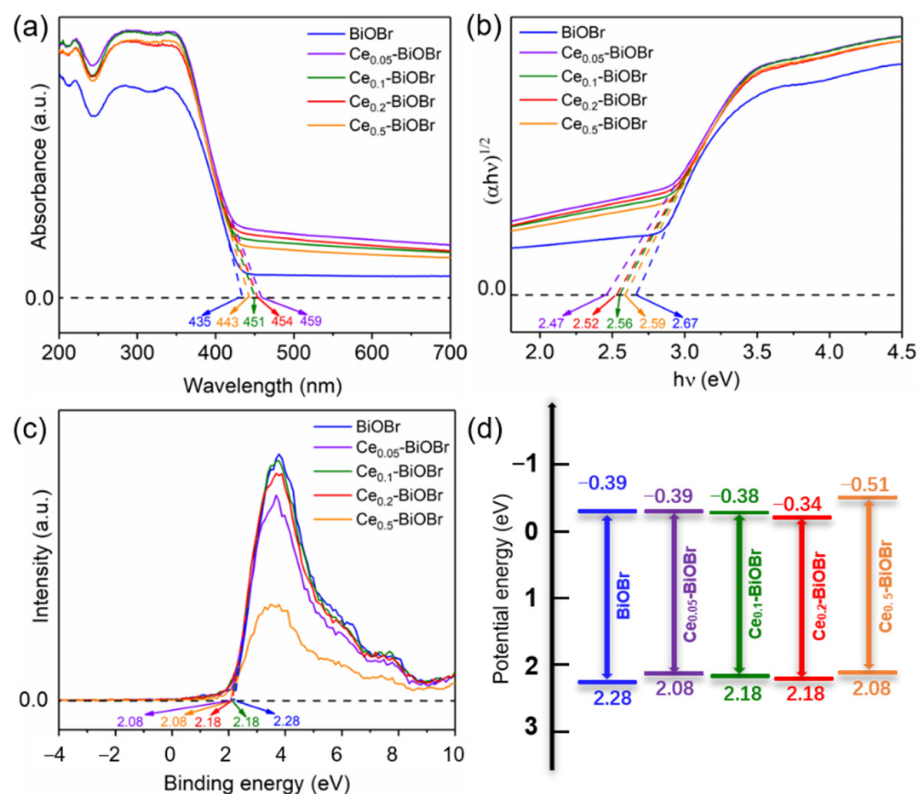 (a)
Absorbance (a.u.)
BiOBr
Ce0.05-BiOBr
Ce0.1-BiOBr
Ce0.2-BiOBr
Ce0.5-BiOBr
0.0
435 443 451 454 459
200 300 400 500 600 700
Wavelength (nm)
(b)
(αhν)1/2
BiOBr
Ce0.05-BiOBr
Ce0.1-BiOBr
Ce0.2-BiOBr
Ce0.5-BiOBr
0.0
2.47 2.52 2.56 2.59 2.67
2.0 2.5 3.0 3.5 4.0 4.5
hν (eV)
(c)
Intensity (a.u.)
BiOBr
Ce0.05-BiOBr
Ce0.1-BiOBr
Ce0.2-BiOBr
Ce0.5-BiOBr
0.0
2.08 2.08 2.18 2.18 2.28
−4 −2 0 2 4 6 8 10
Binding energy (eV)
(d)
Potential energy (eV)
−1
0
1
2
3
−0.39 −0.39 −0.38 −0.34 −0.51
BiOBr
Ce0.05-BiOBr
Ce0.1-BiOBr
Ce0.2-BiOBr
Ce0.5-BiOBr
2.28 2.08 2.18 2.18 2.08